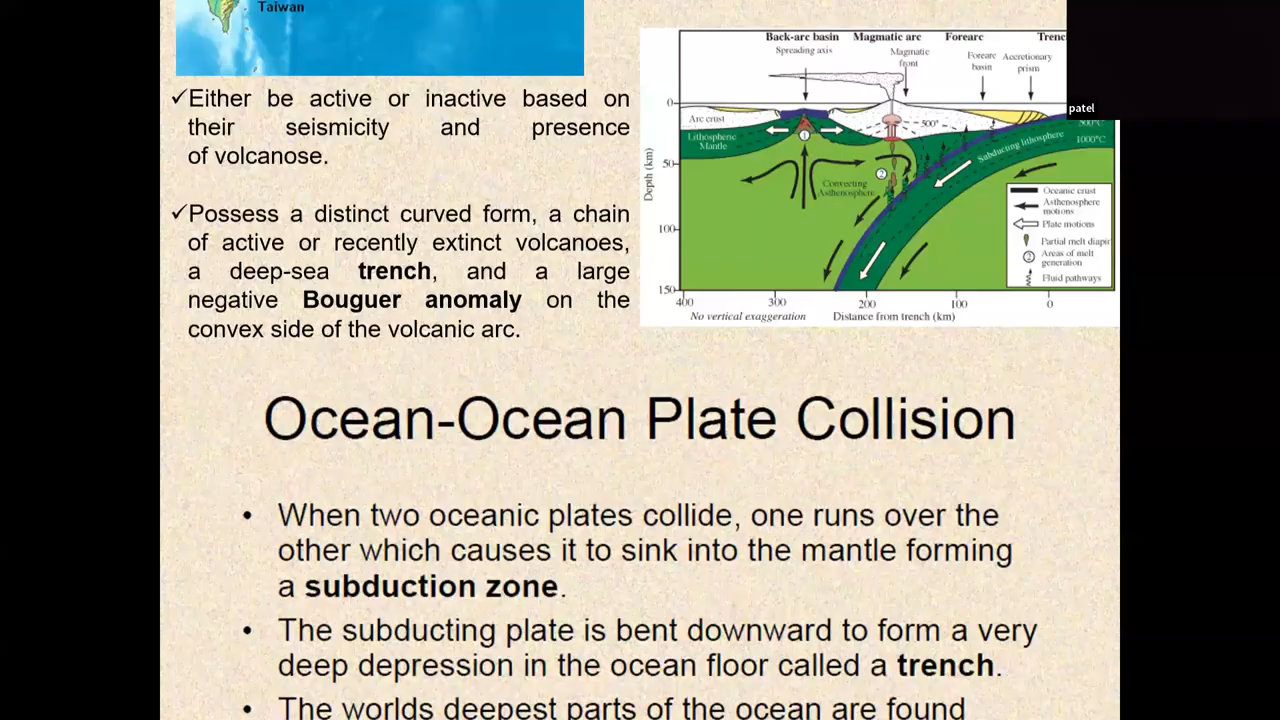 Taiwan
✓Either be active or inactive based on
their seismicity and presence
of volcanose.
✓Possess a distinct curved form, a chain
of active or recently extinct volcanoes,
a deep-sea trench, and a large
negative Bouguer anomaly on the
convex side of the volcanic arc.
Back-arc basin Magmatic arc Forearc Trenc
Spreading axis
Magmatic
front
Forearc
basin
Accretionary
prism
patel
0
Arc crust
Lithospheric
Mantle
1
500°
500°C
1000°C
Subducting lithosphere
50
2
Convecting
Asthenosphere
Depth (km)
100
150
Oceanic crust
Asthenosphere
motions
Plate motions
Partial melt diapir
2 Areas of melt
generation
Fluid pathways
400 300 200 100 0
No vertical exaggeration Distance from trench (km)
Ocean-Ocean Plate Collision
• When two oceanic plates collide, one runs over the
other which causes it to sink into the mantle forming
a subduction zone.
• The subducting plate is bent downward to form a very
deep depression in the ocean floor called a trench.
• The worlds deepest parts of the ocean are found